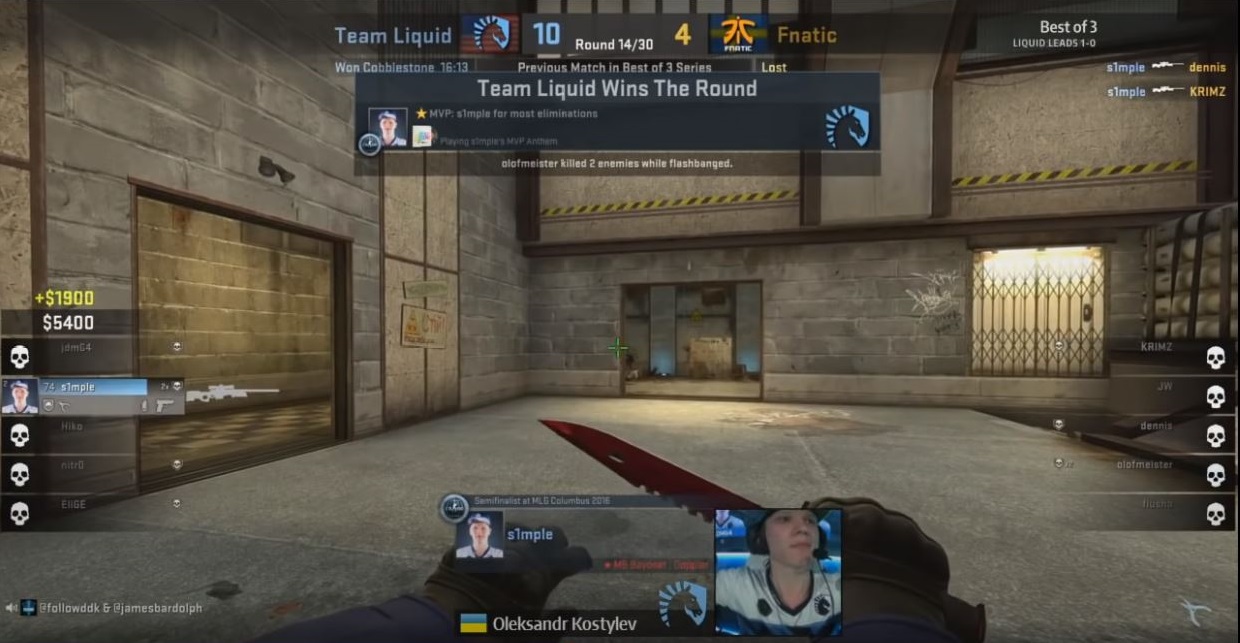 Team Liquid 10 Round 14/30 4 FNATIC Fnatic
Best of 3
LIQUID LEADS 1-0
Won Cobblestone 16:13 Previous Match in Best of 3 Series Lost
s1mple dennis
s1mple KRIMZ
Team Liquid Wins The Round
MVP: s1mple for most eliminations
Playing s1mple's MVP Anthem
olofmeister killed 2 enemies while flashbanged.
+$1900
$5400
jdm64
74 s1mple 2x
Hiko
nitr0
EliGE
KRIMZ
JW
dennis
olofmeister
flusha
Semifinalist at MLG Columbus 2016
s1mple
★ M9 Bayonet | Doppler
Oleksandr Kostylev
@followddk & @jamesbardolph